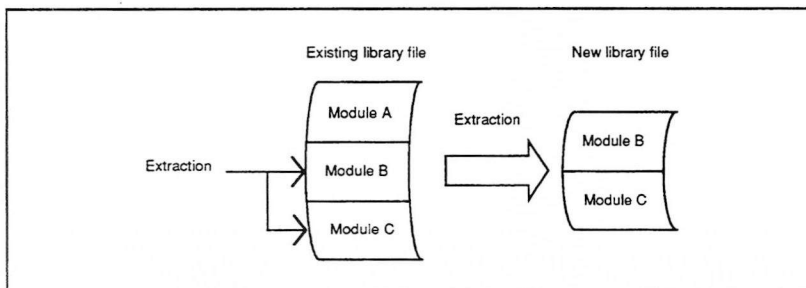 Existing library file
New library file
Module A
Extraction
Module B
Extraction
Module B
Module C
Module C